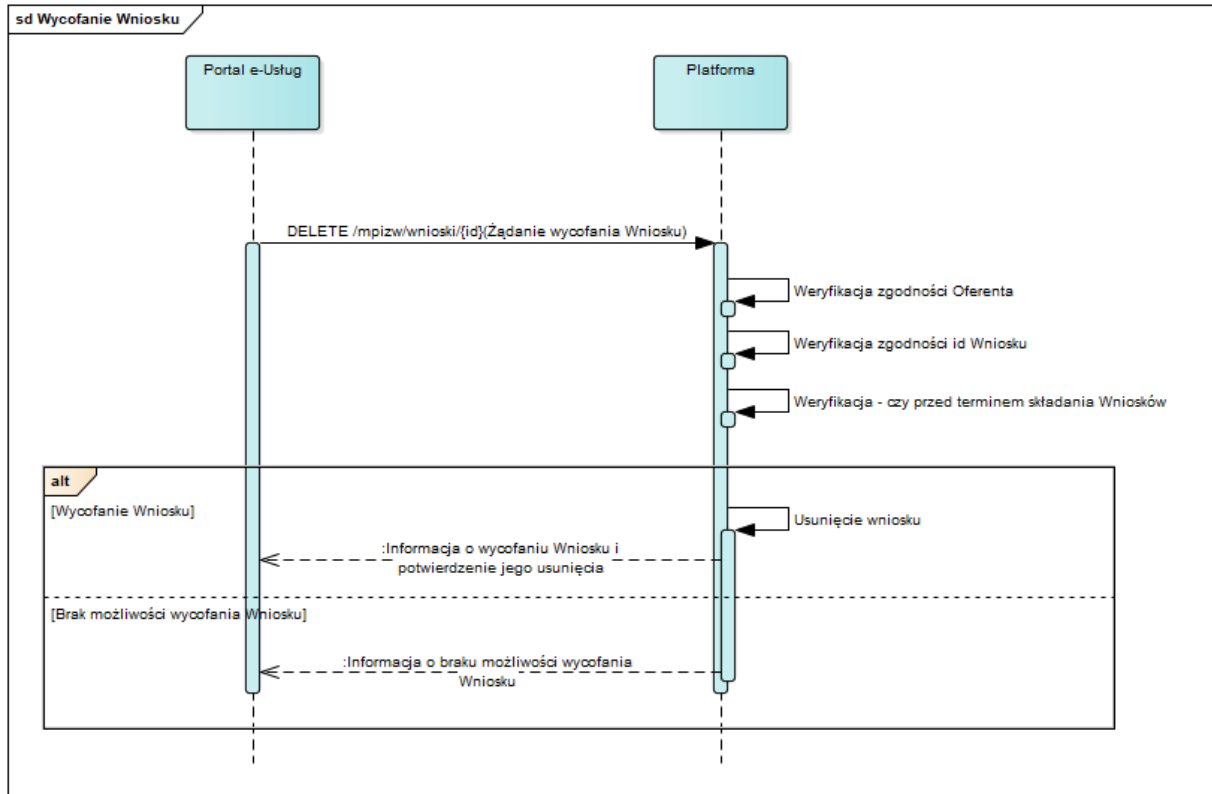 sd Wycofanie Wniosku
Portal e-Usług
Platforma
DELETE /mpizw/wnioski/{id}(Żądanie wycofania Wniosku)
Weryfikacja zgodności Oferenta
Weryfikacja zgodności id Wniosku
Weryfikacja - czy przed terminem składania Wniosków
alt
[Wycofanie Wniosku]
Usunięcie wniosku
:Informacja o wycofaniu Wniosku i
potwierdzenie jego usunięcia
[Brak możliwości wycofania Wniosku]
:Informacja o braku możliwości wycofania
Wniosku